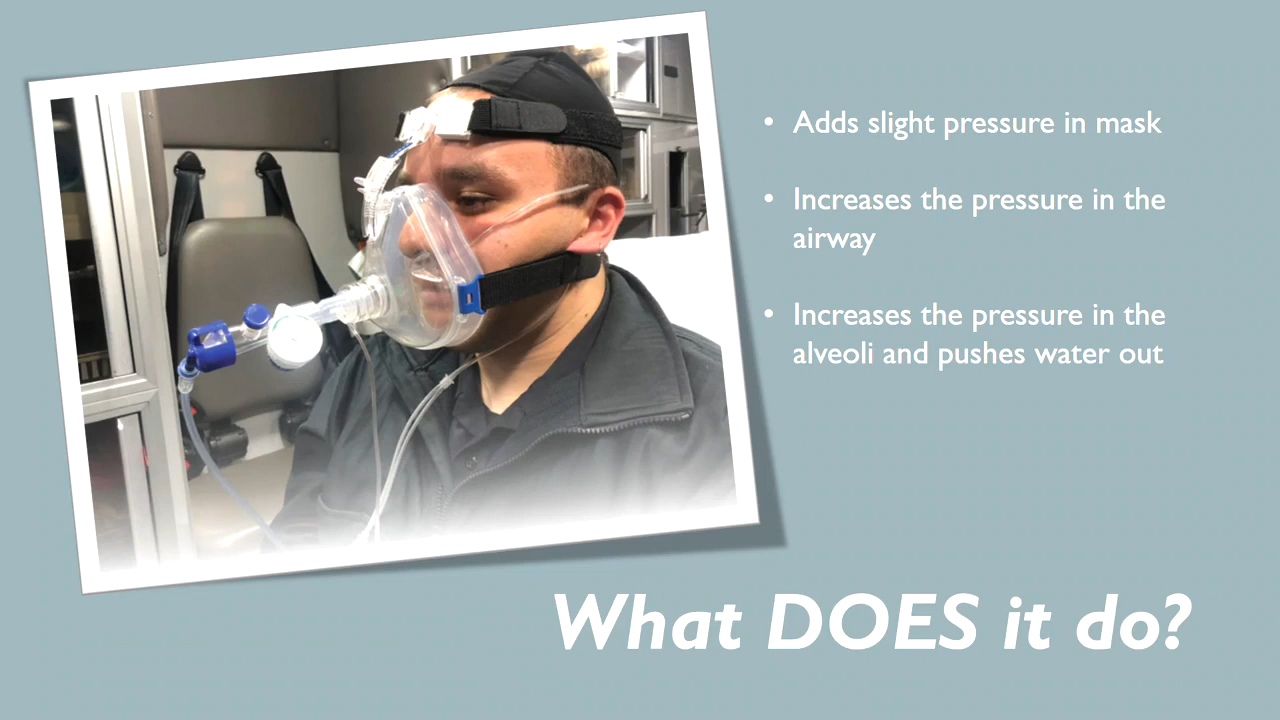 • Adds slight pressure in mask
• Increases the pressure in the
airway
• Increases the pressure in the
alveoli and pushes water out
What DOES it do?